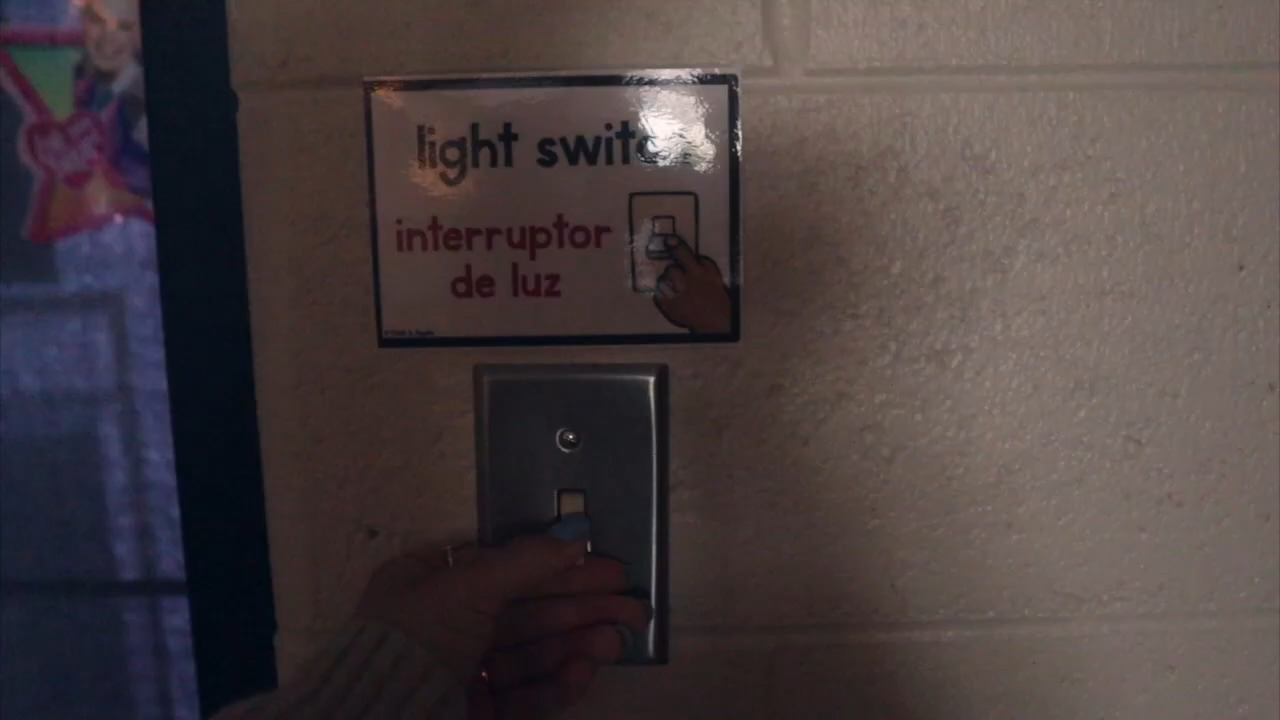 light switch
interruptor
de luz